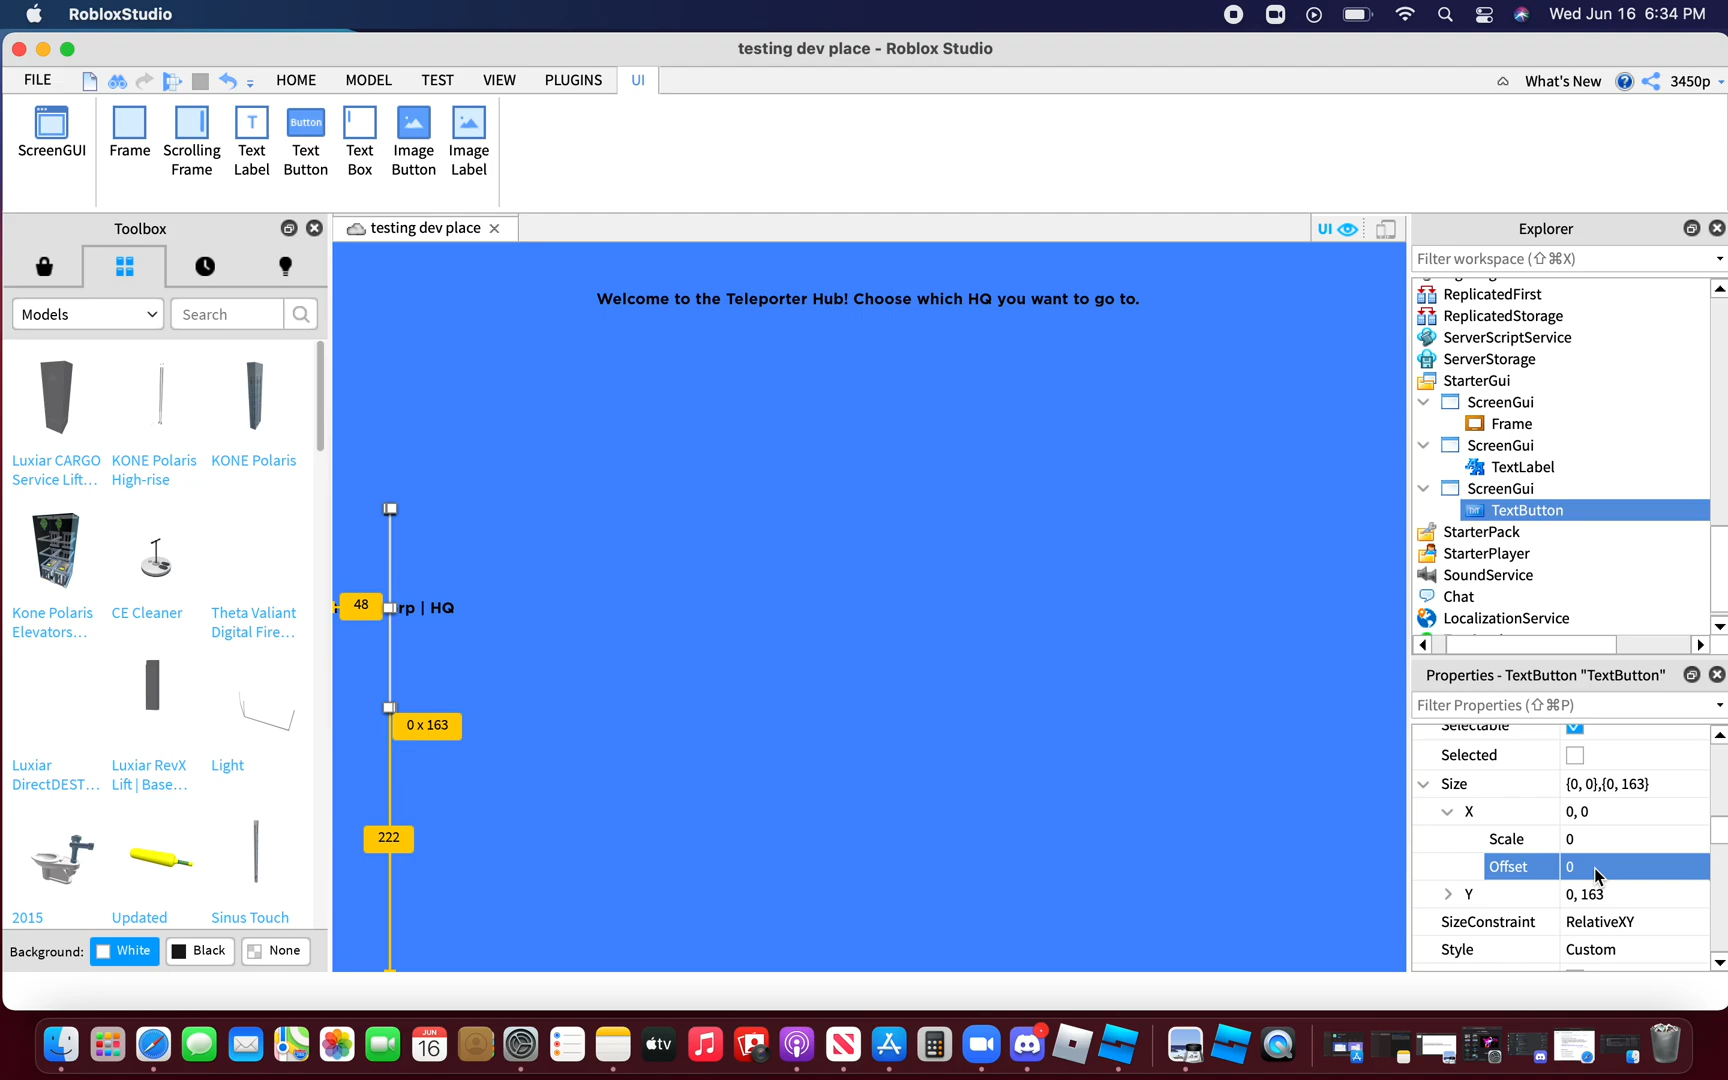 RobloxStudio
Wed Jun 16 6:34 PM
testing dev place - Roblox Studio
FILE HOME MODEL TEST VIEW PLUGINS UI
What's New
3450p
ScreenGUI
Frame
Scrolling Frame
Text Label
Button
Text Button
Text Box
Image Button
Image Label
Toolbox
testing dev place
UI
Explorer
Models
Search
Filter workspace (⇧⌘X)
Luxiar CARGO Service Lift...
KONE Polaris High-rise
KONE Polaris
Kone Polaris Elevators...
CE Cleaner
Theta Valiant Digital Fire...
Luxiar DirectDEST...
Luxiar RevX Lift | Base...
Light
2015
Updated
Sinus Touch
Background: White Black None
Welcome to the Teleporter Hub! Choose which HQ you want to go to.
48
rp | HQ
0 x 163
222
ReplicatedFirst
ReplicatedStorage
ServerScriptService
ServerStorage
StarterGui
ScreenGui
Frame
ScreenGui
TextLabel
ScreenGui
TextButton
StarterPack
StarterPlayer
SoundService
Chat
LocalizationService
Properties - TextButton "TextButton"
Filter Properties (⇧⌘P)
Selectable
Selected
Size {0, 0},{0, 163}
X 0, 0
Scale 0
Offset 0
Y 0, 163
SizeConstraint RelativeXY
Style Custom
JUN
16
tv